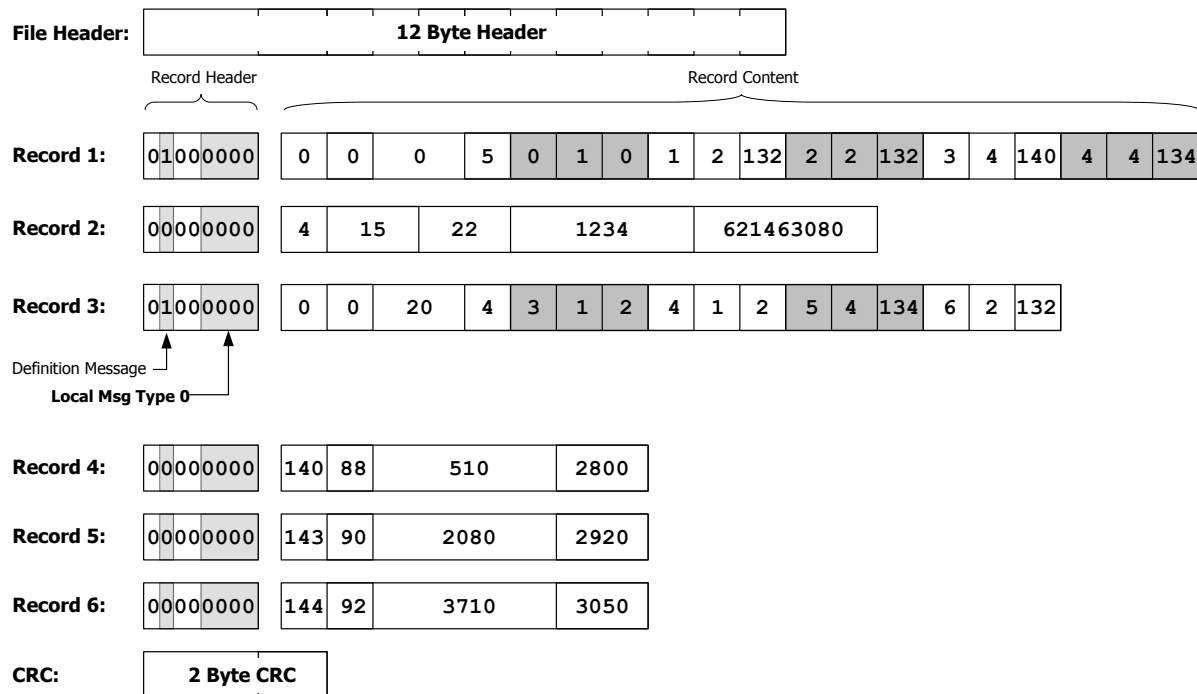 File Header: 12 Byte Header
Record Header Record Content
Record 1: 01000000 0 0 0 5 0 1 0 1 2 132 2 2 132 3 4 140 4 4 134
Record 2: 00000000 4 15 22 1234 621463080
Record 3: 01000000 0 0 20 4 3 1 2 4 1 2 5 4 134 6 2 132
Definition Message
Local Msg Type 0
Record 4: 00000000 140 88 510 2800
Record 5: 00000000 143 90 2080 2920
Record 6: 00000000 144 92 3710 3050
CRC: 2 Byte CRC